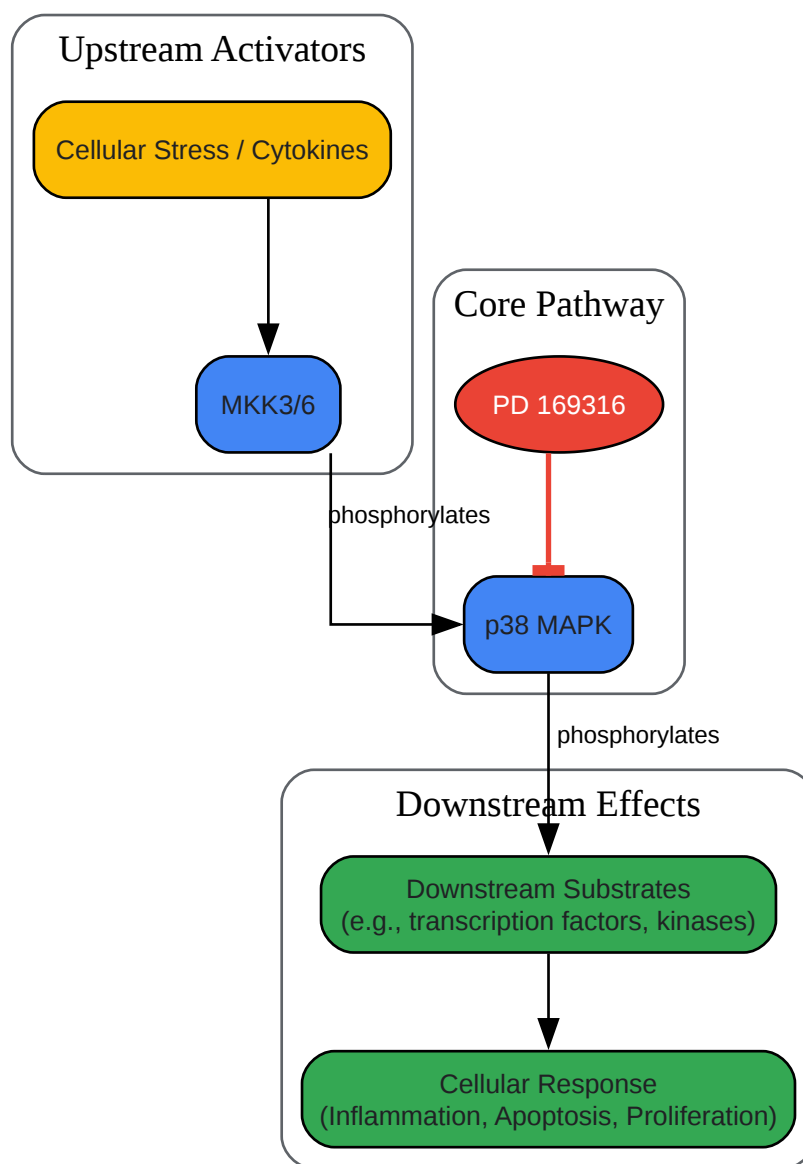 Upstream Activators
Cellular Stress / Cytokines
MKK3/6
phosphorylates
Core Pathway
PD 169316
p38 MAPK
phosphorylates
Downstream Effects
Downstream Substrates
(e.g., transcription factors, kinases)
Cellular Response
(Inflammation, Apoptosis, Proliferation)